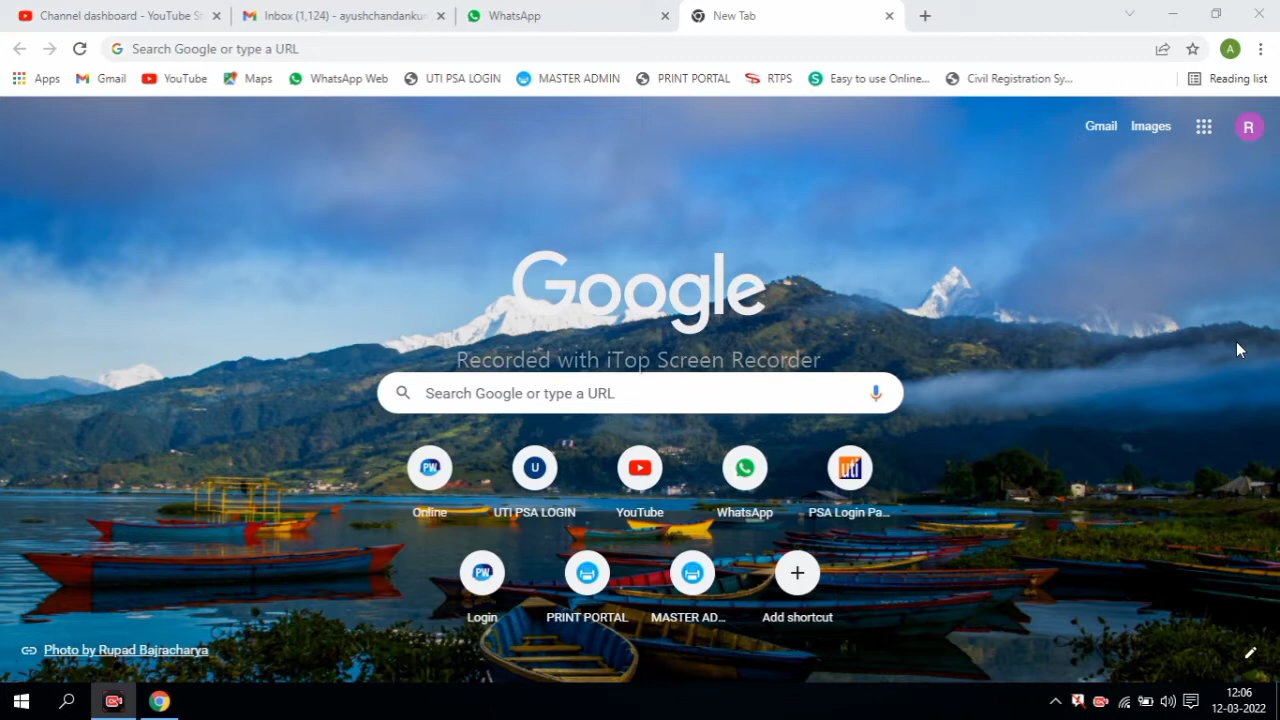 Channel dashboard - YouTube St
Inbox (1,124) - ayushchandankun
WhatsApp
New Tab
Search Google or type a URL
A
Apps
Gmail
YouTube
Maps
WhatsApp Web
UTI PSA LOGIN
MASTER ADMIN
PRINT PORTAL
RTPS
S
Easy to use Online...
Civil Registration Sy...
Reading list
Gmail
Images
R
Google
Recorded with iTop Screen Recorder
Search Google or type a URL
PW
U
uti
Online
UTI PSA LOGIN
YouTube
WhatsApp
PSA Login Pa...
PW
Login
PRINT PORTAL
MASTER AD...
Add shortcut
Photo by Rupad Bajracharya
12:06
12-03-2022